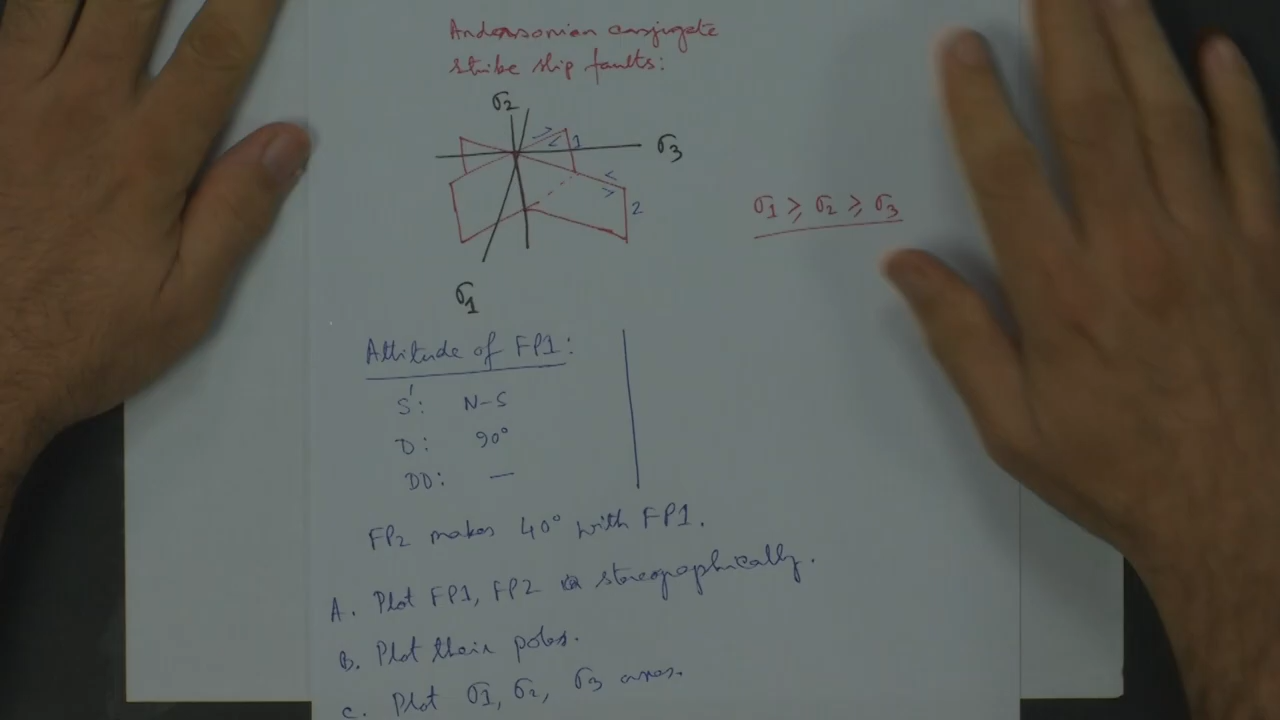 Andersonian conjugate
strike slip faults:
σ2
σ3
1
2
σ1
σ1 ≥ σ2 ≥ σ3
Attitude of FP1:
S: N-S
D: 90°
DD: —
FP2 makes 40° with FP1.
A. Plot FP1, FP2 stereographically.
B. Plot their poles.
C. Plot σ1, σ2, σ3 axes.